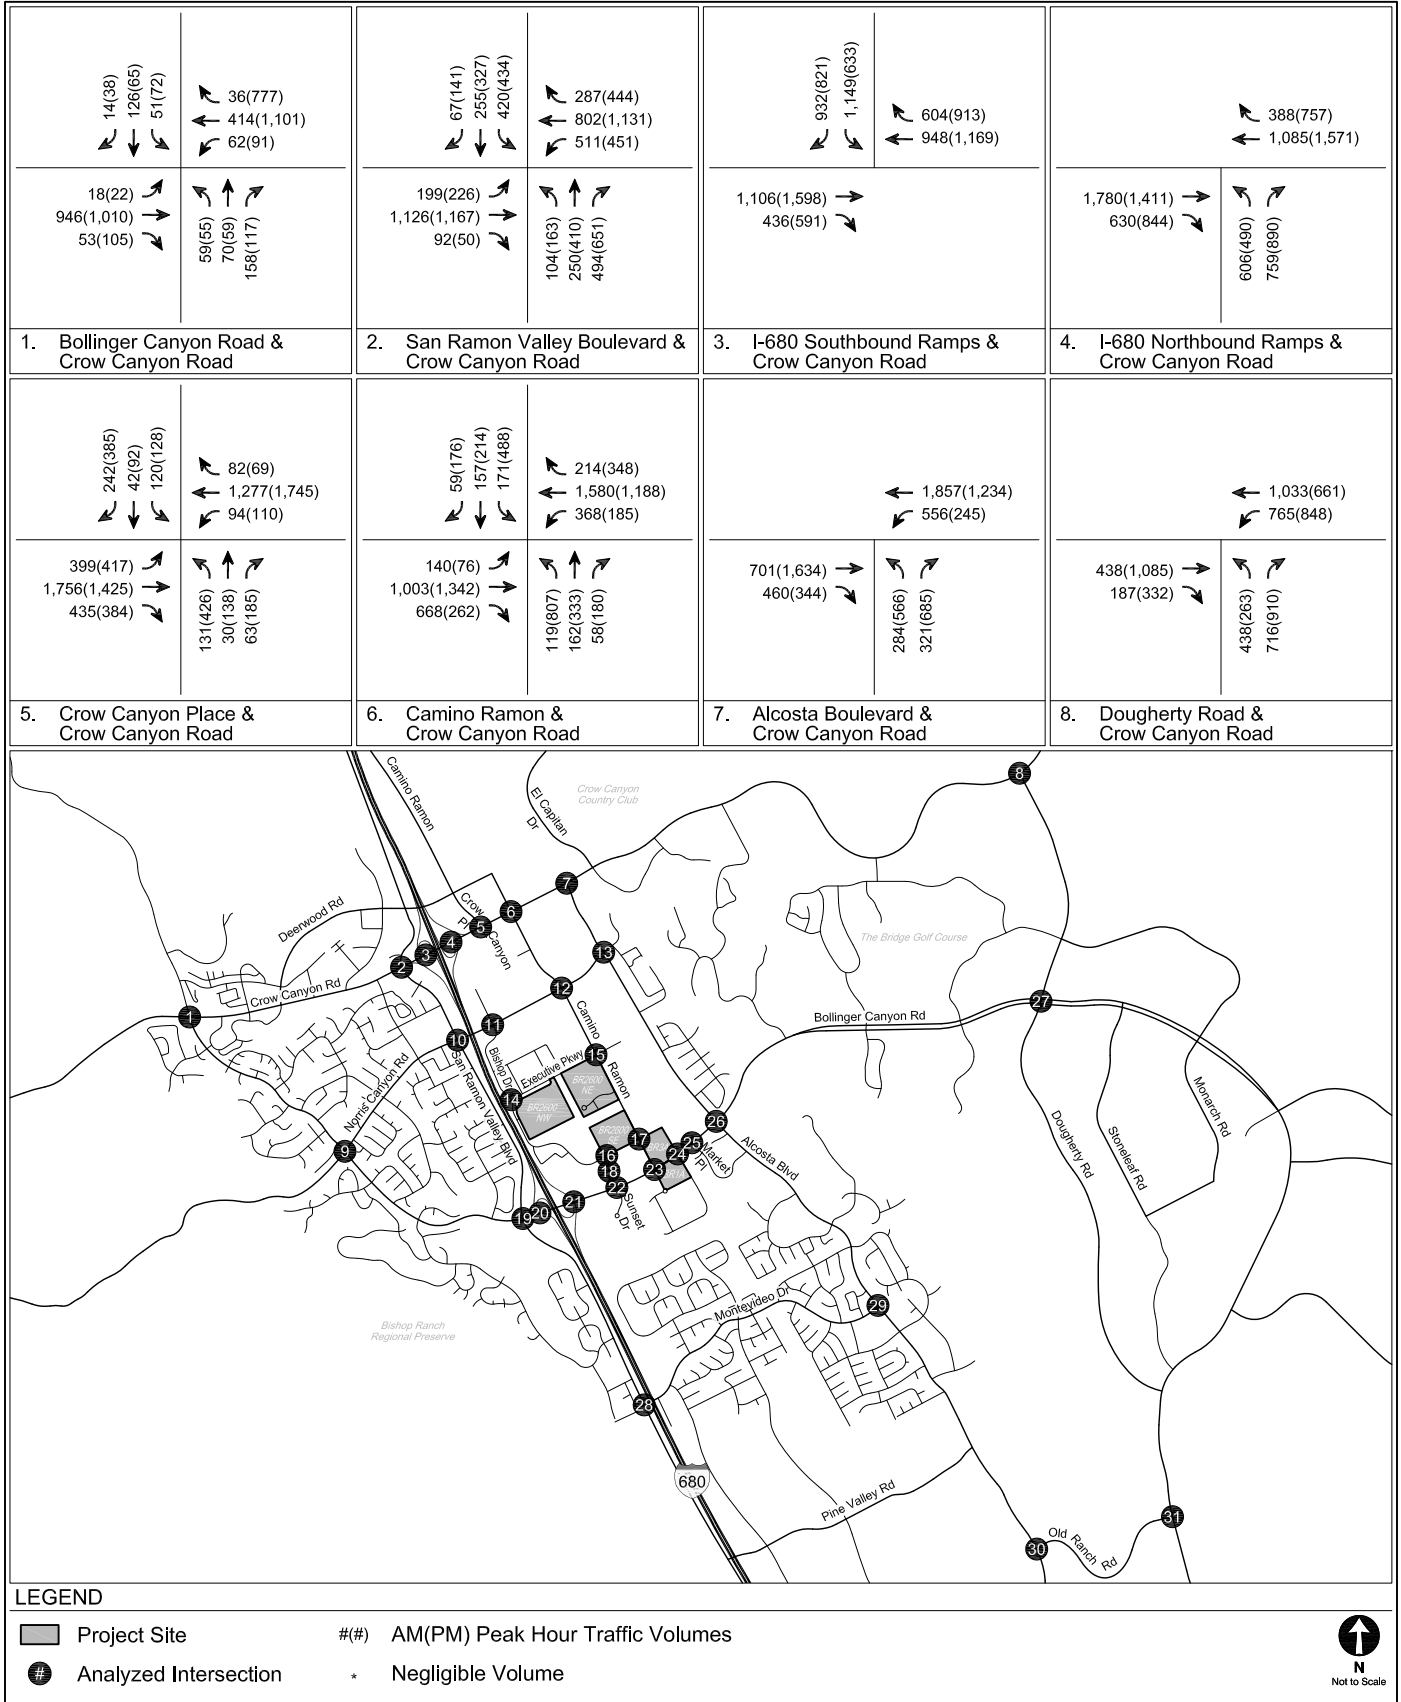 14(38)
126(65)
51(72)
36(777)
414(1,101)
62(91)
18(22)
946(1,010)
53(105)
59(55)
70(59)
158(117)
1. Bollinger Canyon Road &
Crow Canyon Road
67(141)
255(327)
420(434)
287(444)
802(1,131)
511(451)
199(226)
1,126(1,167)
92(50)
104(163)
250(410)
494(651)
2. San Ramon Valley Boulevard &
Crow Canyon Road
932(821)
1,149(633)
604(913)
948(1,169)
1,106(1,598)
436(591)
3. I-680 Southbound Ramps &
Crow Canyon Road
388(757)
1,085(1,571)
1,780(1,411)
630(844)
606(490)
759(890)
4. I-680 Northbound Ramps &
Crow Canyon Road
242(385)
42(92)
120(128)
82(69)
1,277(1,745)
94(110)
399(417)
1,756(1,425)
435(384)
131(426)
30(138)
63(185)
5. Crow Canyon Place &
Crow Canyon Road
59(176)
157(214)
171(488)
214(348)
1,580(1,188)
368(185)
140(76)
1,003(1,342)
668(262)
119(807)
162(333)
58(180)
6. Camino Ramon &
Crow Canyon Road
1,857(1,234)
556(245)
701(1,634)
460(344)
284(566)
321(685)
7. Alcosta Boulevard &
Crow Canyon Road
1,033(661)
765(848)
438(1,085)
187(332)
438(263)
716(910)
8. Dougherty Road &
Crow Canyon Road
Camino Ramon
El Capitan
Dr
Crow Canyon
Country Club
8
7
Deerwood Rd
Crow Canyon
Pl
6
5
4
3
2
13
The Bridge Golf Course
Crow Canyon Rd
12
27
1
11
Bollinger Canyon Rd
10
Camino Ramon
Norris Canyon Rd
San Ramon Valley Blvd
Bishop Dr
Executive Pkwy
15
BR2600
NE
Monarch Rd
14
BR2600
NW
26
Dougherty Rd
Stoneleaf Rd
BR2600
SE
17
25
Market
Pl
Alcosta Blvd
9
16
24
18
23
BR1A
22
21
Sunset
Dr
20
19
Montevideo Dr
29
Bishop Ranch
Regional Preserve
28
680
Pine Valley Rd
31
30
Old Ranch Rd
LEGEND
Project Site
#(#) AM(PM) Peak Hour Traffic Volumes
# Analyzed Intersection
* Negligible Volume
N
Not to Scale